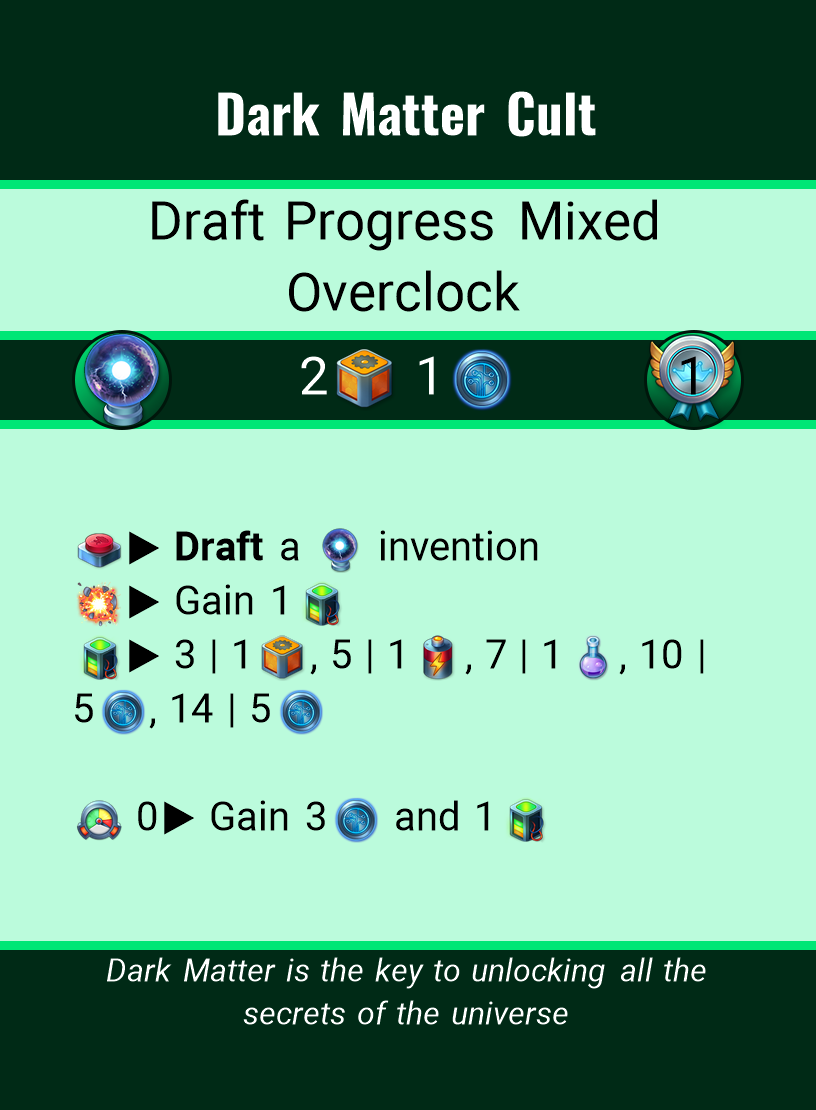 Dark Matter Cult
Draft Progress Mixed
Overclock
2 1 1
Draft a invention
Gain 1
3 | 1 , 5 | 1 , 7 | 1 , 10 |
5 , 14 | 5
0 Gain 3 and 1
Dark Matter is the key to unlocking all the
secrets of the universe